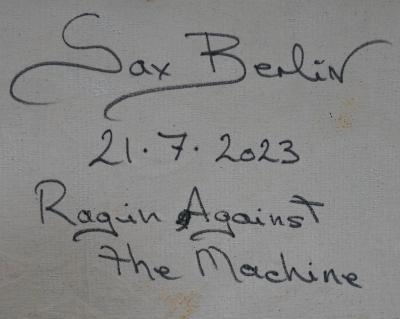 Sax Berlin
21.7.2023
Ragin Against
the Machine